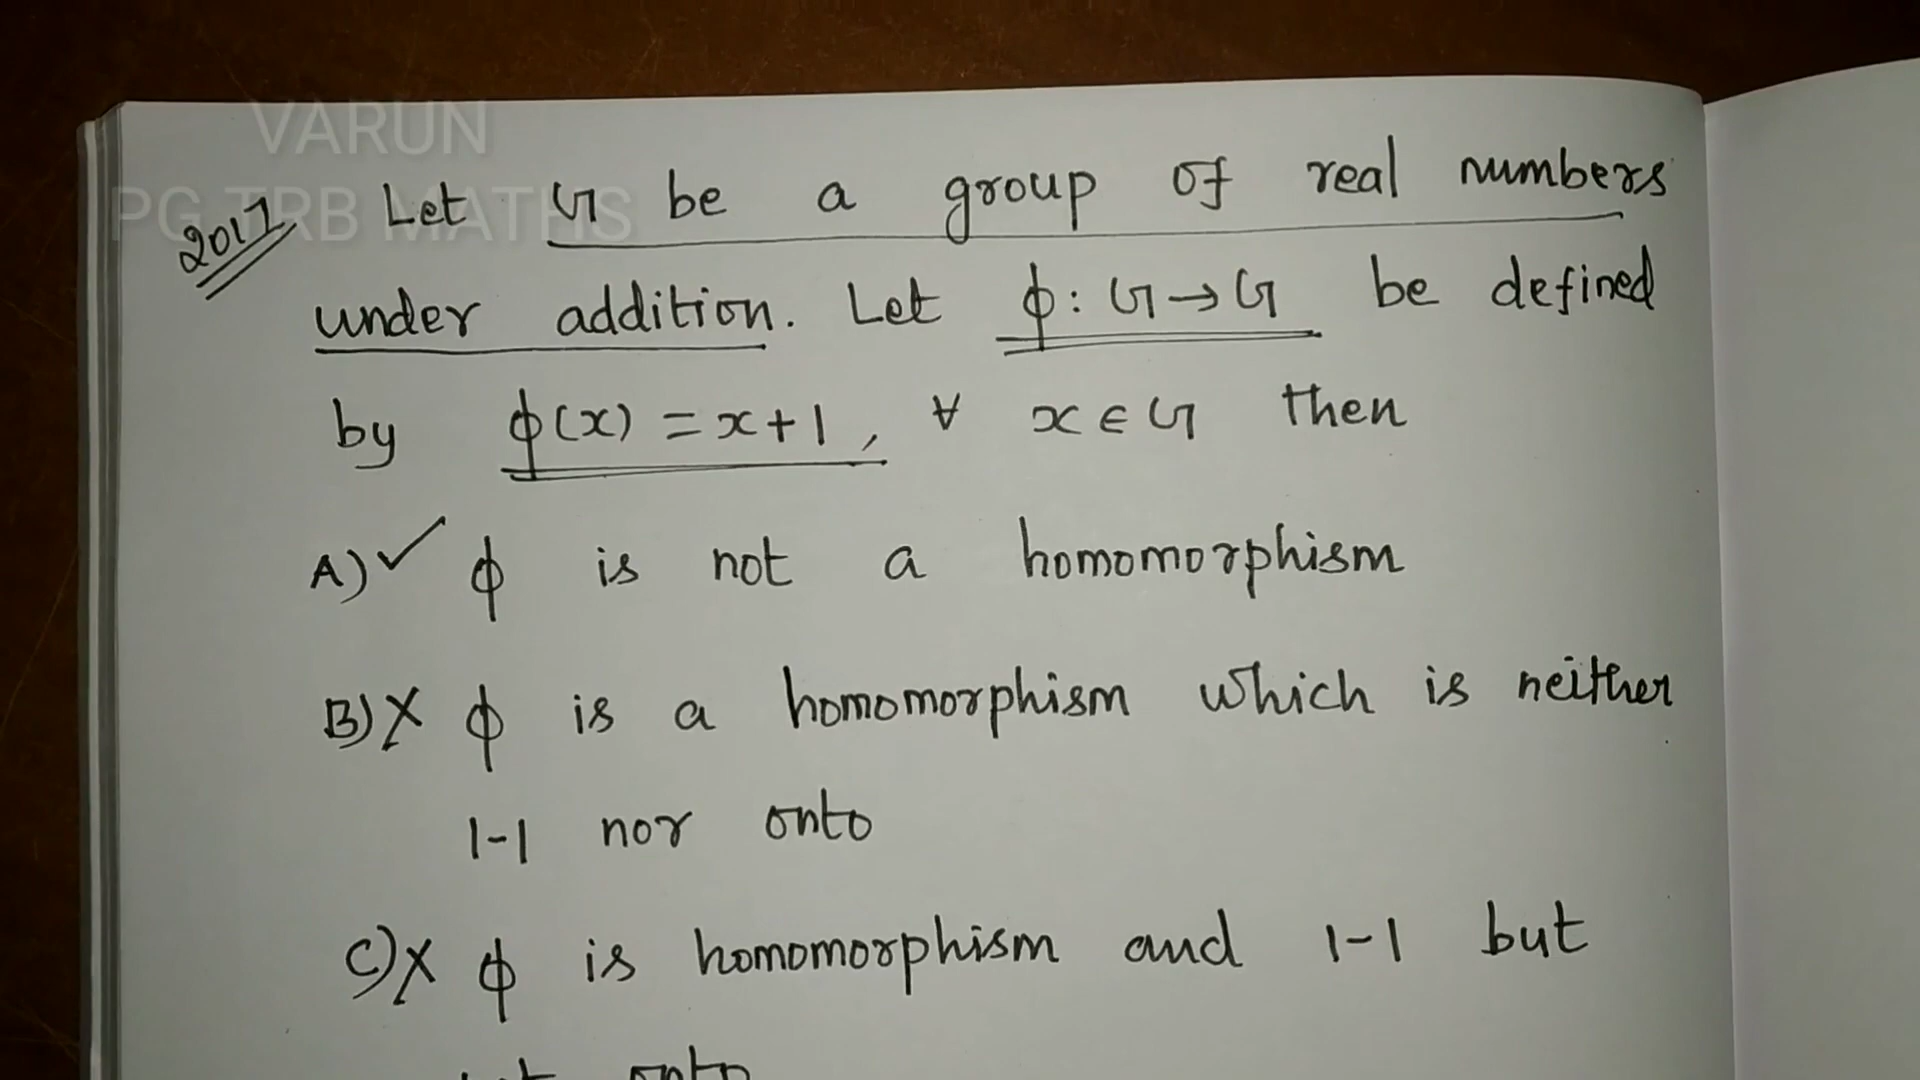 VARUN
PG TRB MATHS
2017 Let G be a group of real numbers
under addition. Let ϕ: G→G be defined
by ϕ(x) = x+1, ∀ x ∈ G then
A) ✓ ϕ is not a homomorphism
B) X ϕ is a homomorphism which is neither
1-1 nor onto
C) X ϕ is homomorphism and 1-1 but
onto